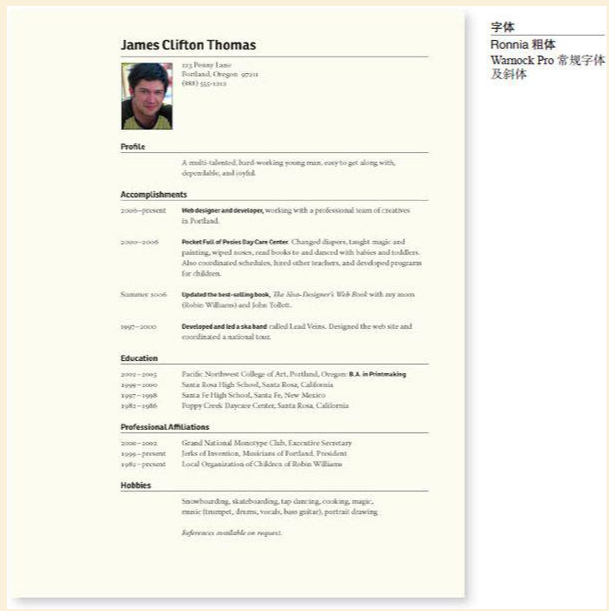 James Clifton Thomas
123 Penny Lane
Portland, Oregon 97211
(888) 555-1212
Profile
A multi-talented, hard-working young man, easy to get along with,
dependable, and joyful.
Accomplishments
2006–present Web designer and developer, working with a professional team of creatives
in Portland.
2000–2006 Pocket Full of Posies Day Care Center. Changed diapers, taught magic and
painting, wiped noses, read books to and danced with babies and toddlers.
Also coordinated schedules, hired other teachers, and developed programs
for children.
Summer 2006 Updated the best-selling book, The Non-Designer's Web Book with my mom
(Robin Williams) and John Tollett.
1997–2000 Developed and led a ska band called Lead Veins. Designed the web site and
coordinated a national tour.
Education
2002–2005 Pacific Northwest College of Art, Portland, Oregon: B.A. in Printmaking
1999–2000 Santa Rosa High School, Santa Rosa, California
1997–1998 Santa Fe High School, Santa Fe, New Mexico
1982–1986 Poppy Creek Daycare Center, Santa Rosa, California
Professional Affiliations
2000–2002 Grand National Monotype Club, Executive Secretary
1999–present Jerks of Invention, Musicians of Portland, President
1982–present Local Organization of Children of Robin Williams
Hobbies
Snowboarding, skateboarding, tap dancing, cooking, magic,
music (trumpet, drums, vocals, bass guitar), portrait drawing
References available on request.
字体
Ronnia 粗体
Warnock Pro 常规字体
及斜体